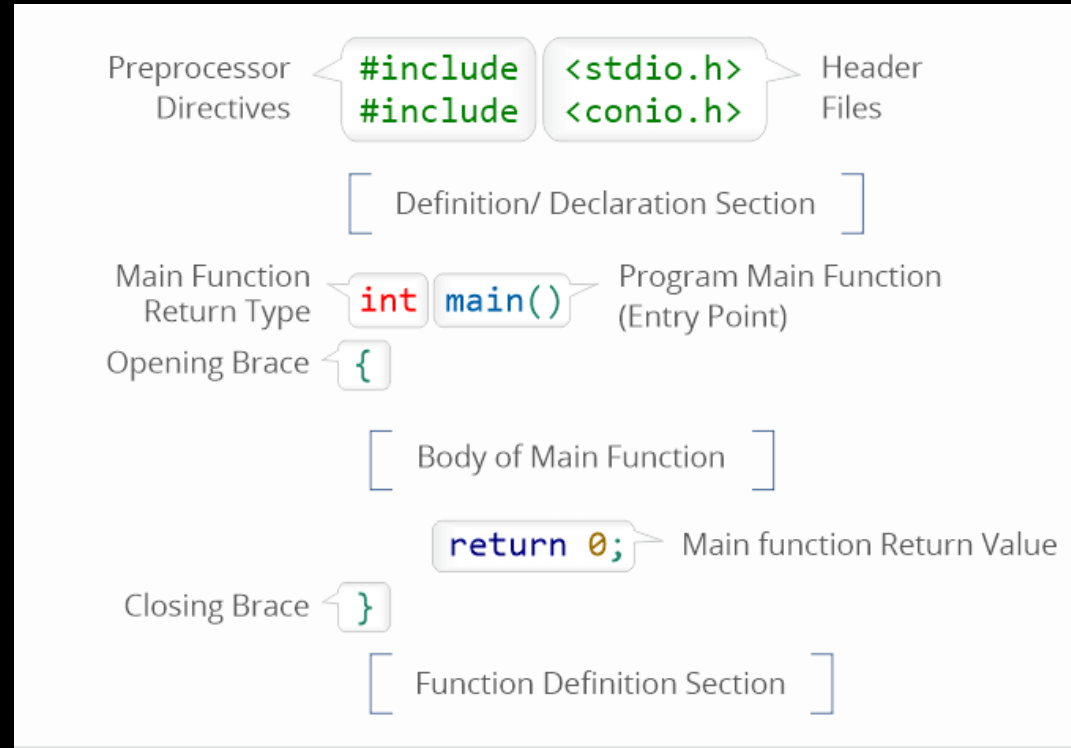 Preprocessor Directives #include <stdio.h> Header Files
#include <conio.h>
Definition/ Declaration Section
Main Function Return Type int main() Program Main Function (Entry Point)
Opening Brace {
Body of Main Function
return 0; Main function Return Value
Closing Brace }
Function Definition Section